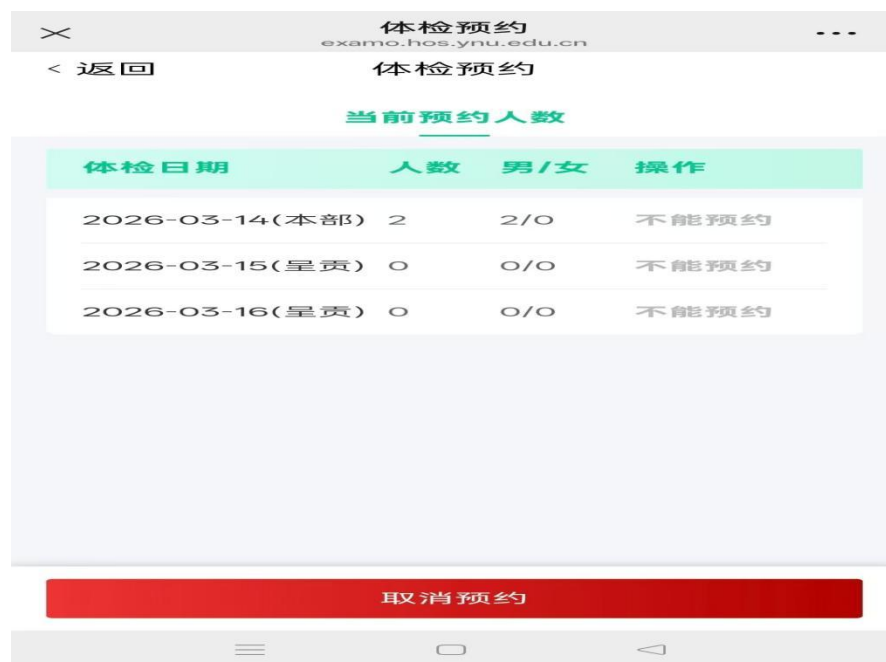 体检预约
examo.hos.ynu.edu.cn
< 返回 体检预约
当前预约人数
体检日期 人数 男/女 操作
2026-03-14(本部) 2 2/0 不能预约
2026-03-15(呈贡) 0 0/0 不能预约
2026-03-16(呈贡) 0 0/0 不能预约
取消预约